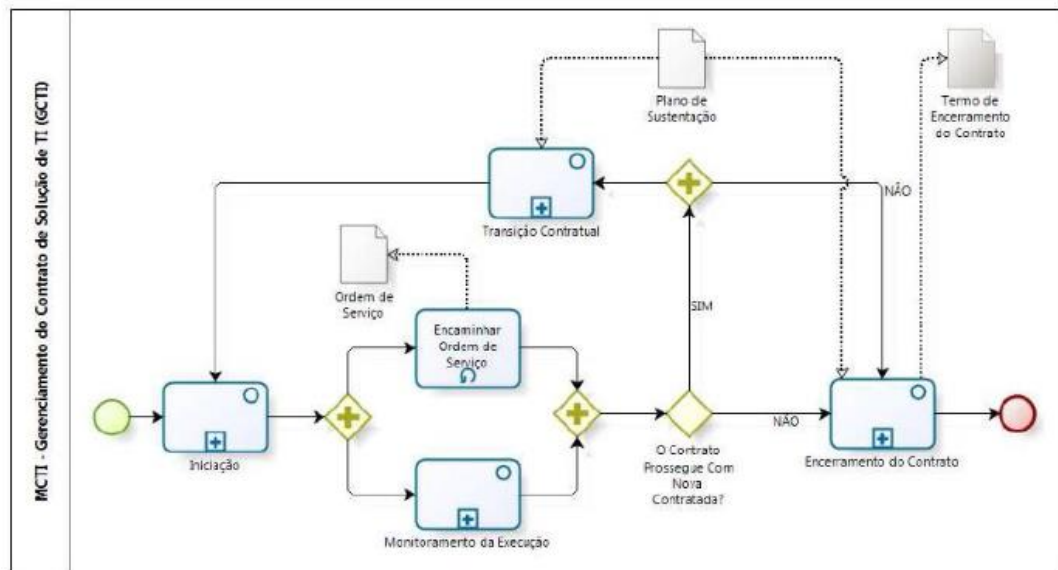 MCTI - Gerenciamento do Contrato de Solução de TI (GCTI)
Plano de
Sustentação
Termo de
Encerramento
do Contrato
NÃO
Transição Contratual
Ordem de
Serviço
SIM
Encaminhar
Ordem de
Serviço
Iniciação
NÃO
O Contrato
Prossegue Com
Nova
Contratada?
Encerramento do Contrato
Monitoramento da Execução